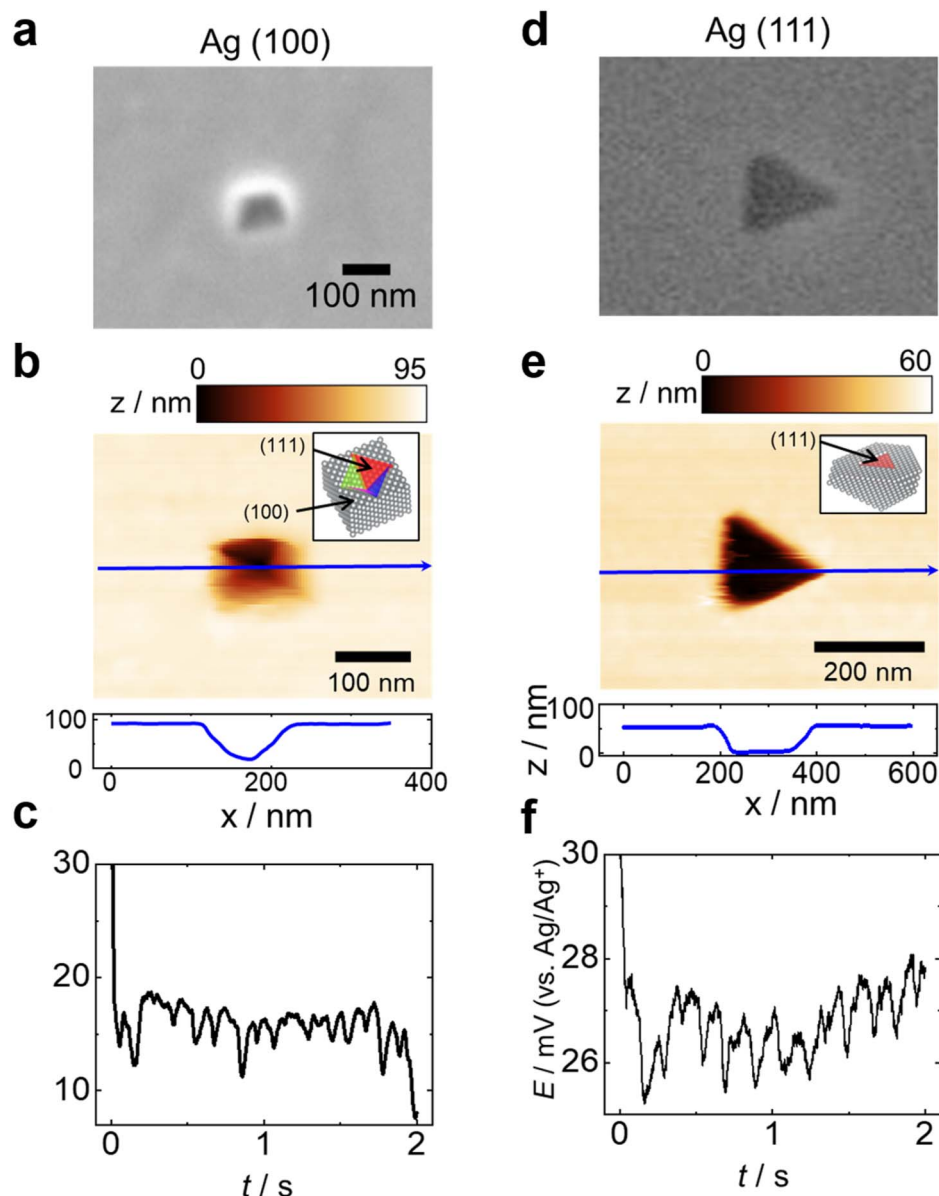 a
Ag (100)
100 nm
b
0 95
z / nm
(111)
(100)
100 nm
100
0
0 200 400
x / nm
c
30
20
10
0 1 2
t / s
d
Ag (111)
e
0 60
z / nm
(111)
200 nm
z / nm
100
0
0 200 400 600
x / nm
f
E / mV (vs. Ag/Ag⁺)
30
28
26
0 1 2
t / s